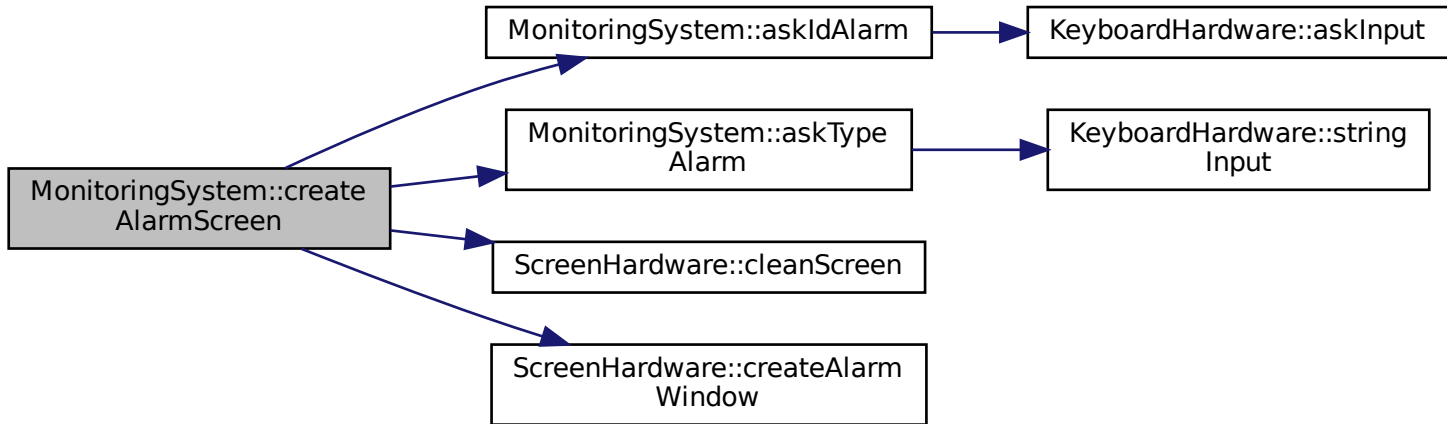 MonitoringSystem::create
AlarmScreen
MonitoringSystem::askIdAlarm
KeyboardHardware::askInput
MonitoringSystem::askType
Alarm
KeyboardHardware::string
Input
ScreenHardware::cleanScreen
ScreenHardware::createAlarm
Window